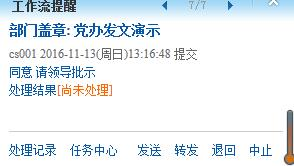 工作流提醒 7/7
部门盖章: 党办发文演示
cs001 2016-11-13(周日)13:16:48 提交
同意 请领导批示
处理结果[尚未处理]
处理记录 任务中心 发送 转发 退回 中止